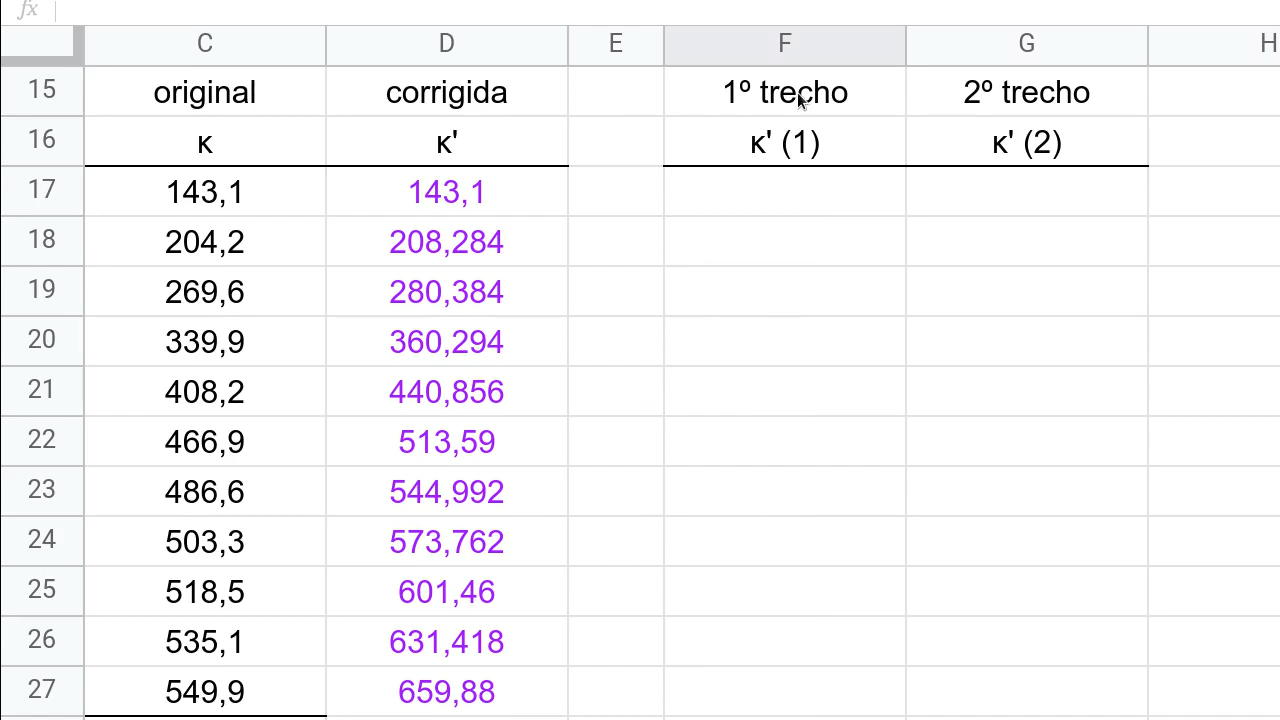 fx
C D E F G H
15 original corrigida 1º trecho 2º trecho
16 κ κ' κ' (1) κ' (2)
17 143,1 143,1
18 204,2 208,284
19 269,6 280,384
20 339,9 360,294
21 408,2 440,856
22 466,9 513,59
23 486,6 544,992
24 503,3 573,762
25 518,5 601,46
26 535,1 631,418
27 549,9 659,88